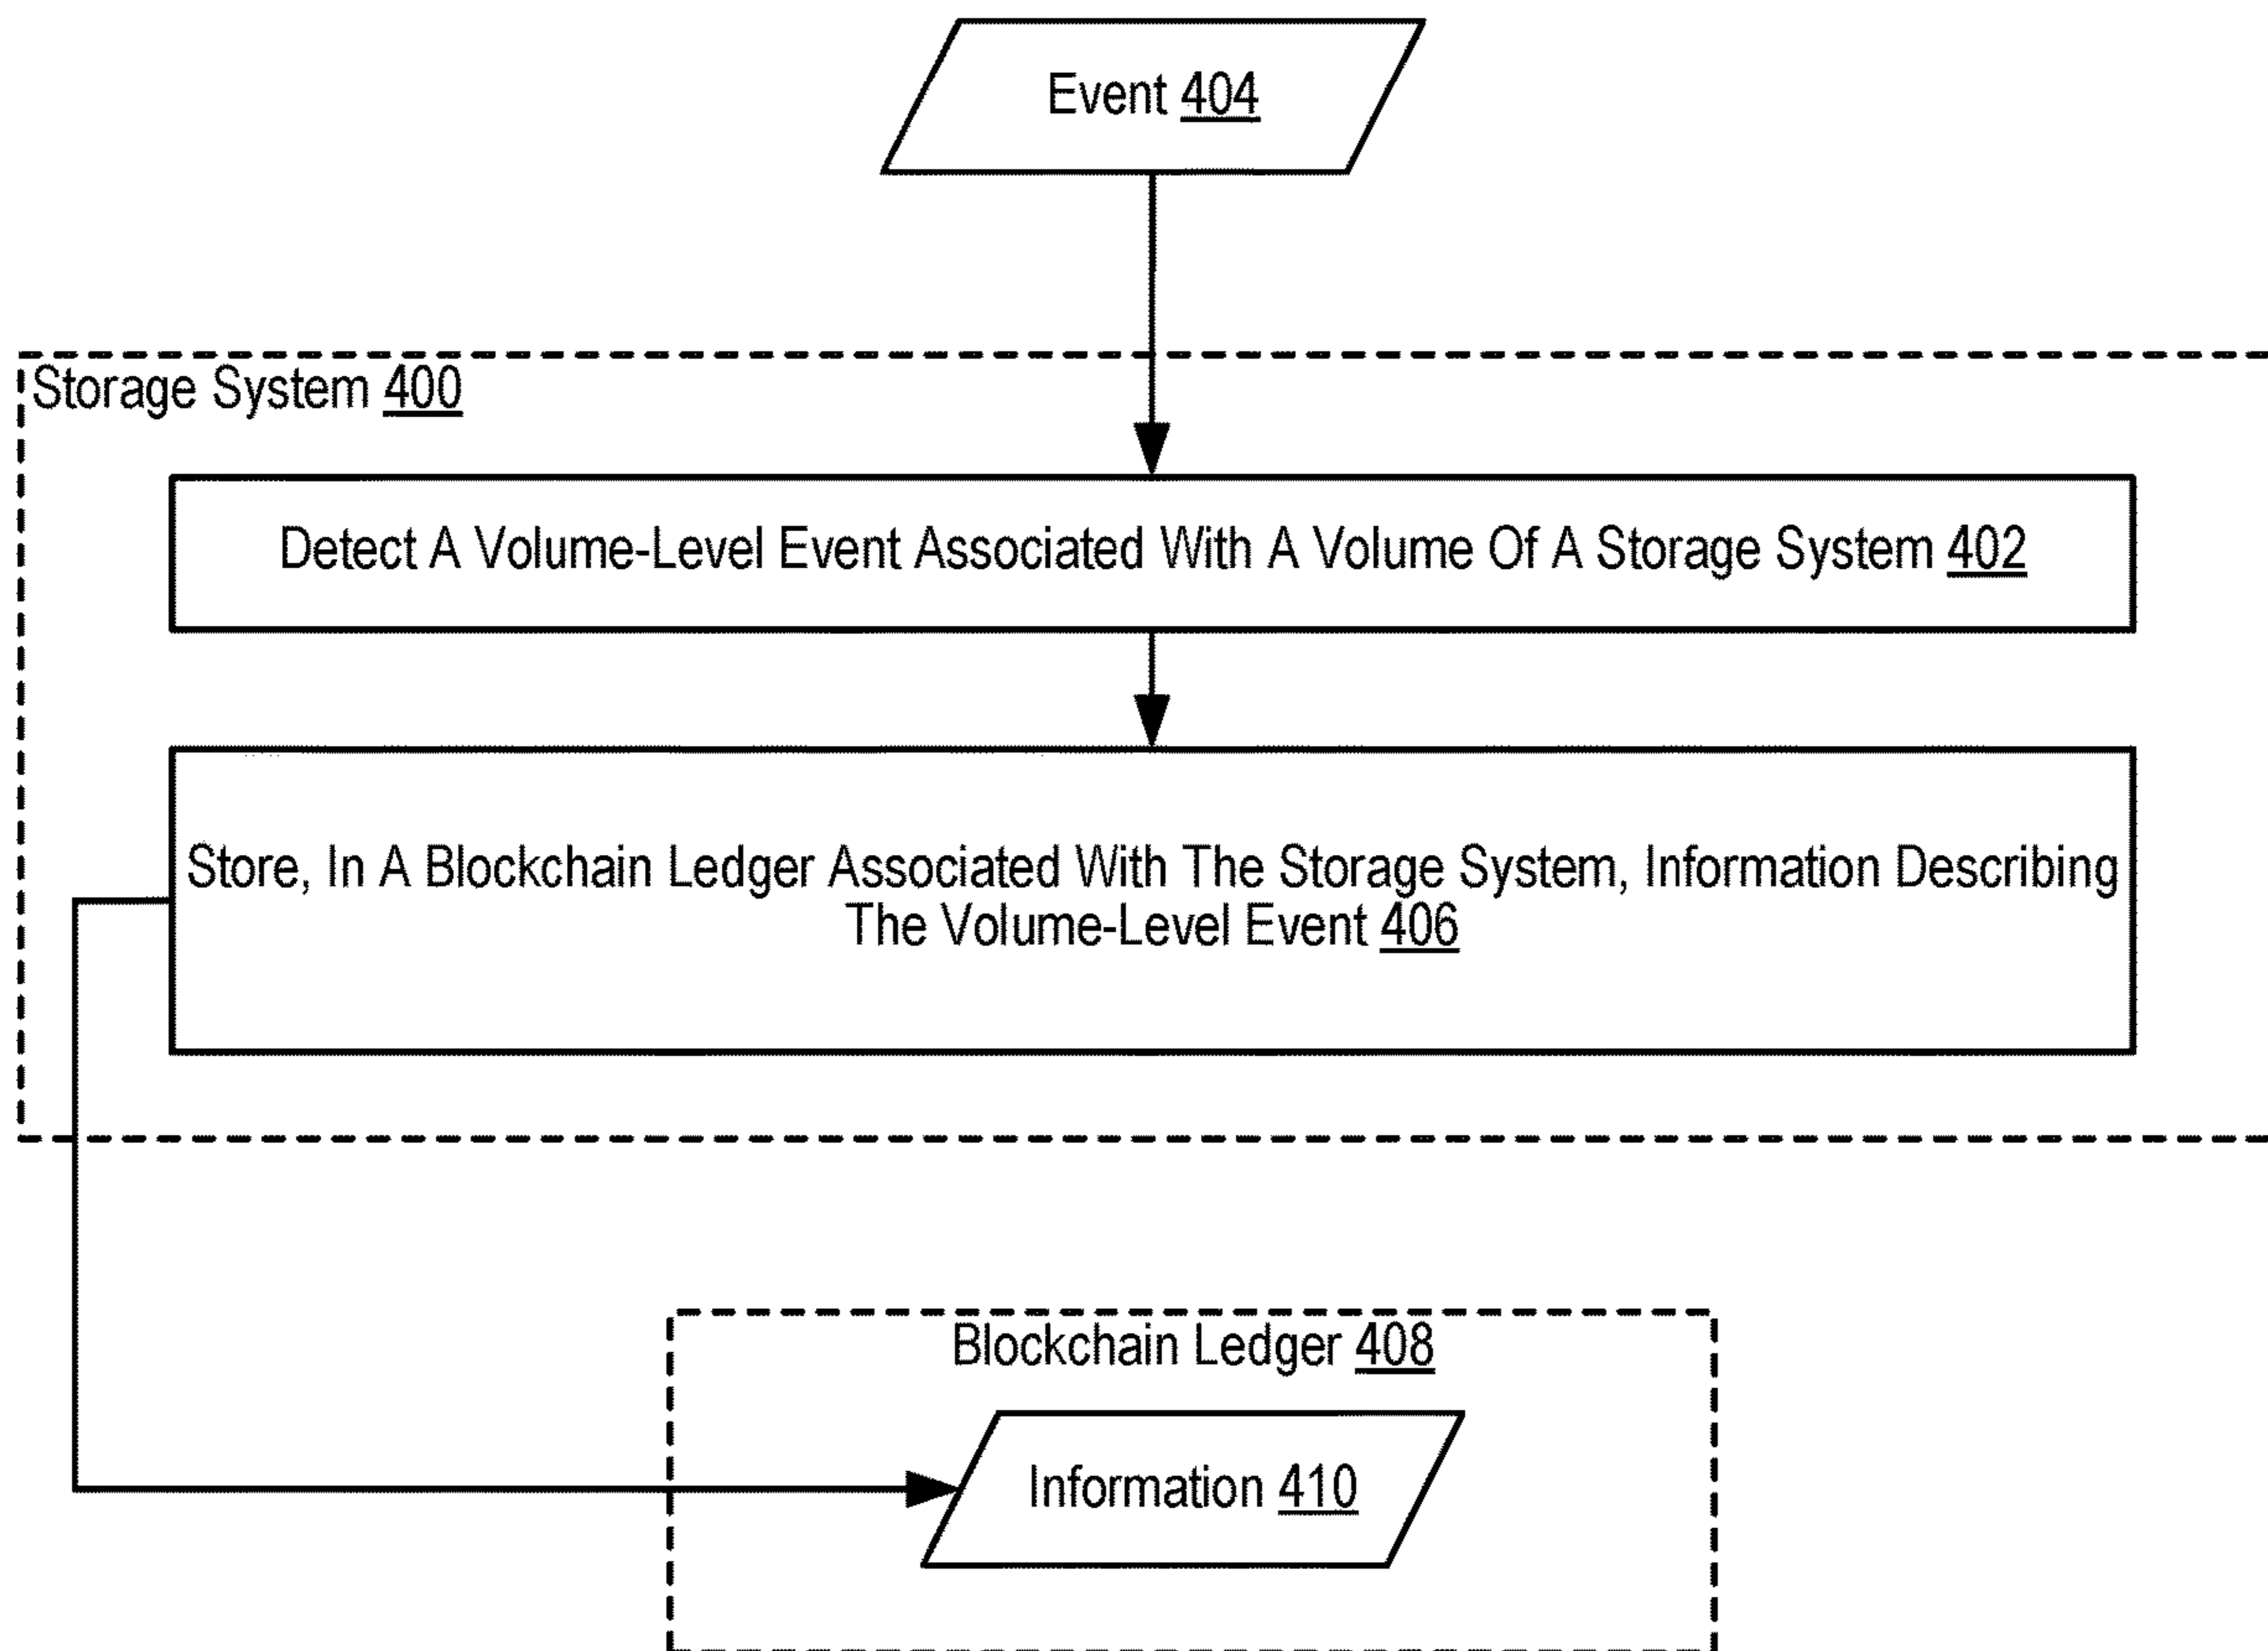 Event 404
Storage System 400
Detect A Volume-Level Event Associated With A Volume Of A Storage System 402
Store, In A Blockchain Ledger Associated With The Storage System, Information Describing
The Volume-Level Event 406
Blockchain Ledger 408
Information 410